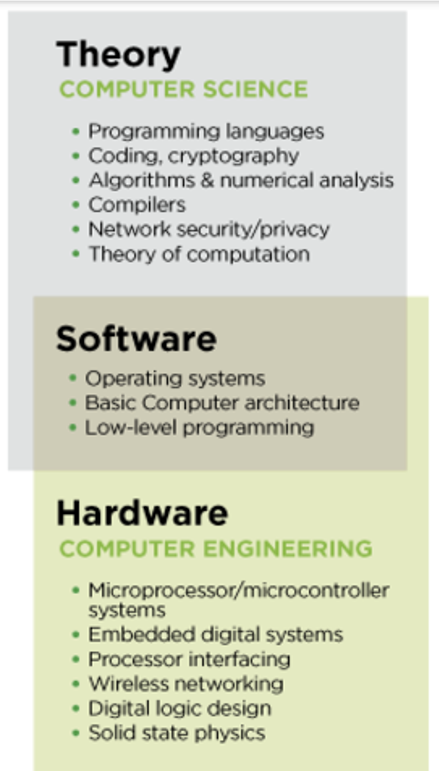 Theory
COMPUTER SCIENCE
• Programming languages
• Coding, cryptography
• Algorithms & numerical analysis
• Compilers
• Network security/privacy
• Theory of computation
Software
• Operating systems
• Basic Computer architecture
• Low-level programming
Hardware
COMPUTER ENGINEERING
• Microprocessor/microcontroller
systems
• Embedded digital systems
• Processor interfacing
• Wireless networking
• Digital logic design
• Solid state physics